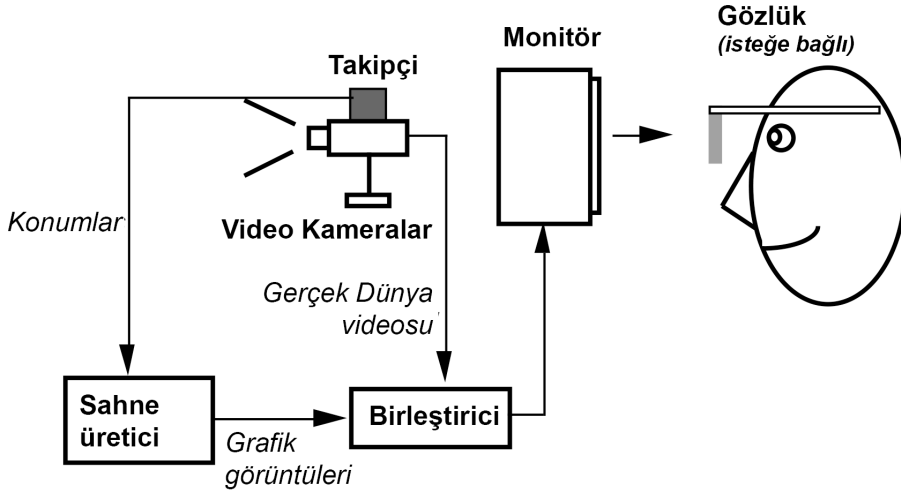 Gözlük
(isteğe bağlı)
Monitör
Takipçi
Konumlar
Video Kameralar
Gerçek Dünya
videosu
Sahne
üretici
Birleştirici
Grafik
görüntüleri